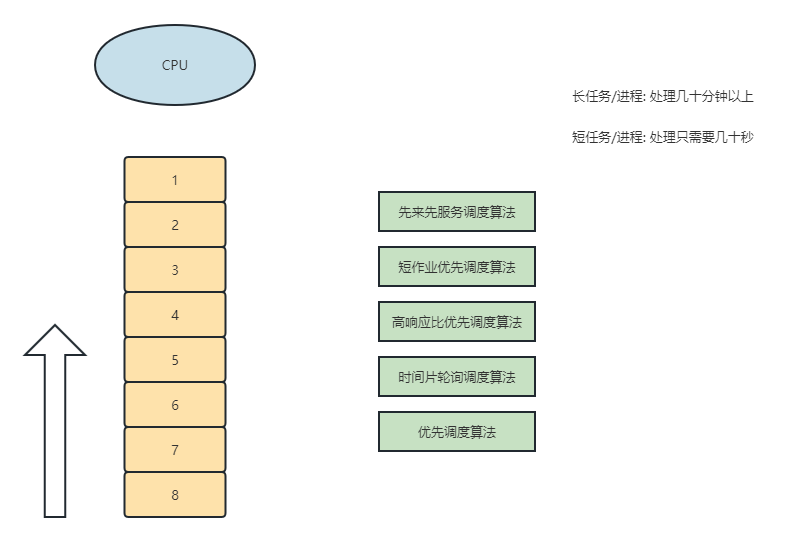 CPU
长任务/进程: 处理几十分钟以上
短任务/进程: 处理只需要几十秒
1
2
3
4
5
6
7
8
先来先服务调度算法
短作业优先调度算法
高响应比优先调度算法
时间片轮询调度算法
优先调度算法